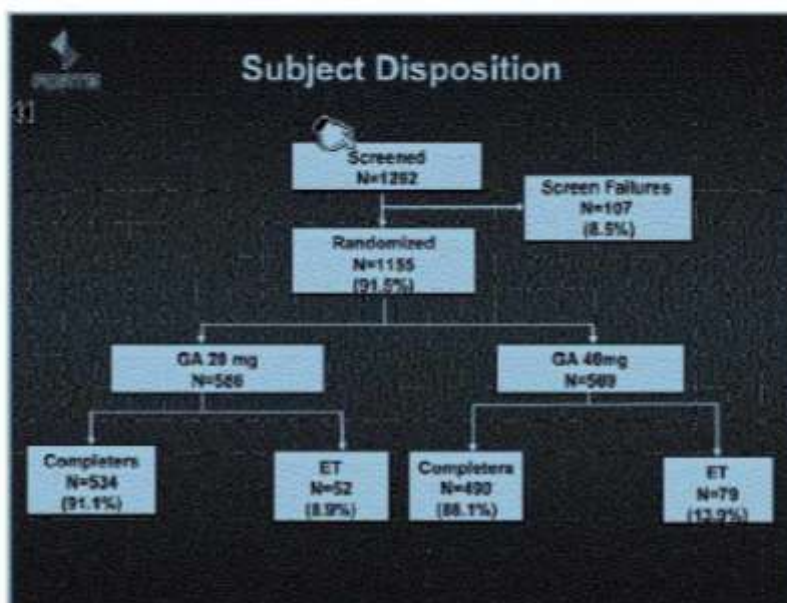 Subject Disposition
Screened
N=1262
Screen Failures
N=107
(8.5%)
Randomized
N=1155
(91.5%)
GA 20 mg
N=586
GA 40mg
N=569
Completers
N=534
(91.1%)
ET
N=52
(8.9%)
Completers
N=490
(86.1%)
ET
N=79
(13.9%)